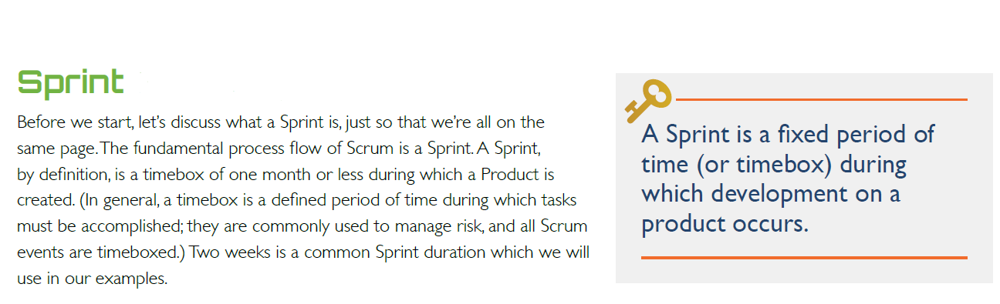 Sprint
Before we start, let’s discuss what a Sprint is, just so that we’re all on the
same page. The fundamental process flow of Scrum is a Sprint. A Sprint,
by definition, is a timebox of one month or less during which a Product is
created. (In general, a timebox is a defined period of time during which tasks
must be accomplished; they are commonly used to manage risk, and all Scrum
events are timeboxed.) Two weeks is a common Sprint duration which we will
use in our examples.
A Sprint is a fixed period of
time (or timebox) during
which development on a
product occurs.